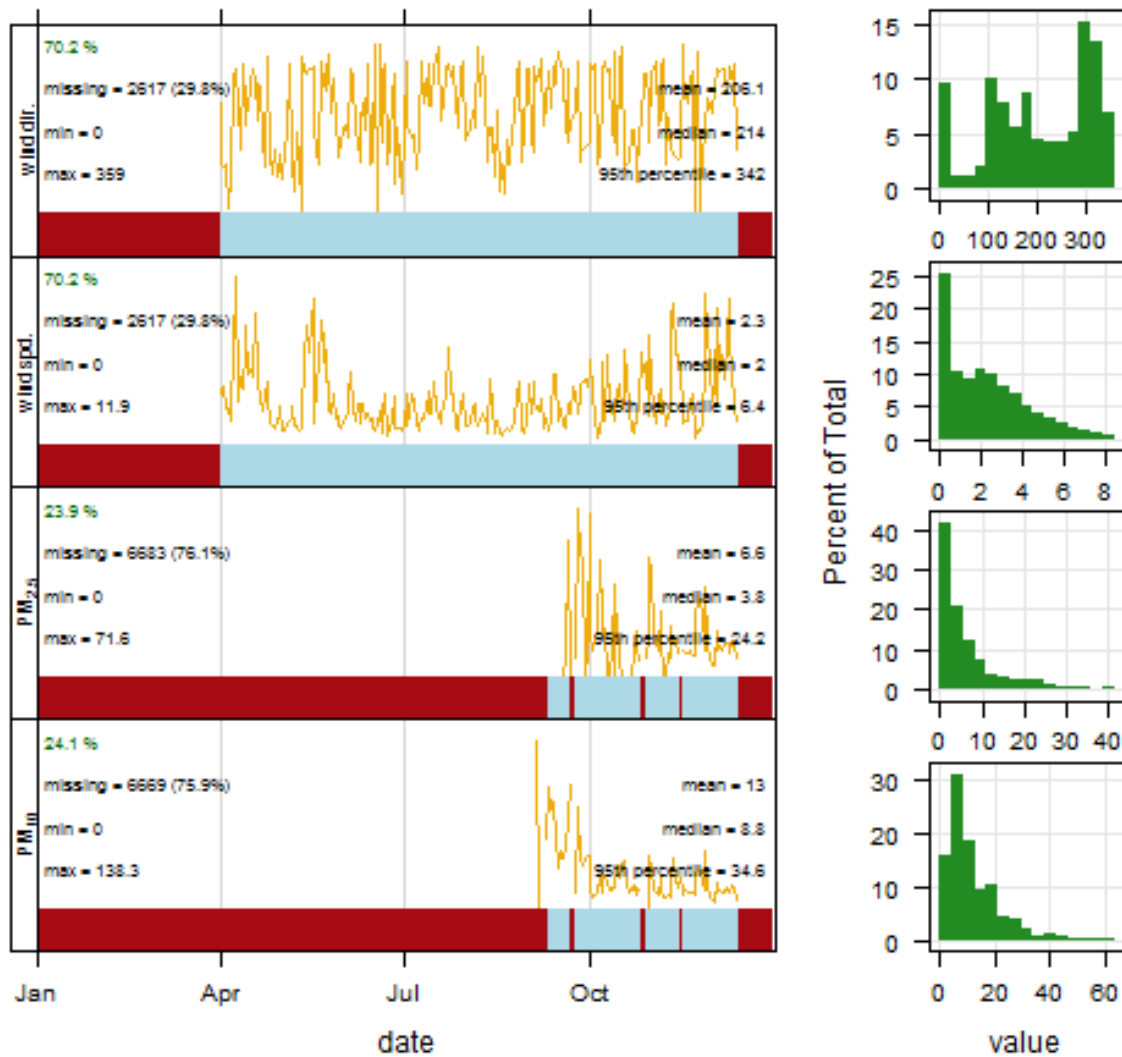 wind dir.
70.2 %
missing = 2617 (29.8%)
min = 0
max = 359
mean = 206.1
median = 214
95th percentile = 342
wind spd.
70.2 %
missing = 2617 (29.8%)
min = 0
max = 11.9
mean = 2.3
median = 2
95th percentile = 6.4
PM2.5
23.9 %
missing = 6683 (76.1%)
min = 0
max = 71.6
mean = 6.6
median = 3.8
95th percentile = 24.2
PM10
24.1 %
missing = 6669 (75.9%)
min = 0
max = 138.3
mean = 13
median = 8.8
95th percentile = 34.6
Jan Apr Jul Oct
date
Percent of Total
15
10
5
0
0 100 200 300
25
20
15
10
5
0
0 2 4 6 8
40
30
20
10
0
0 10 20 30 40
30
20
10
0
0 20 40 60
value